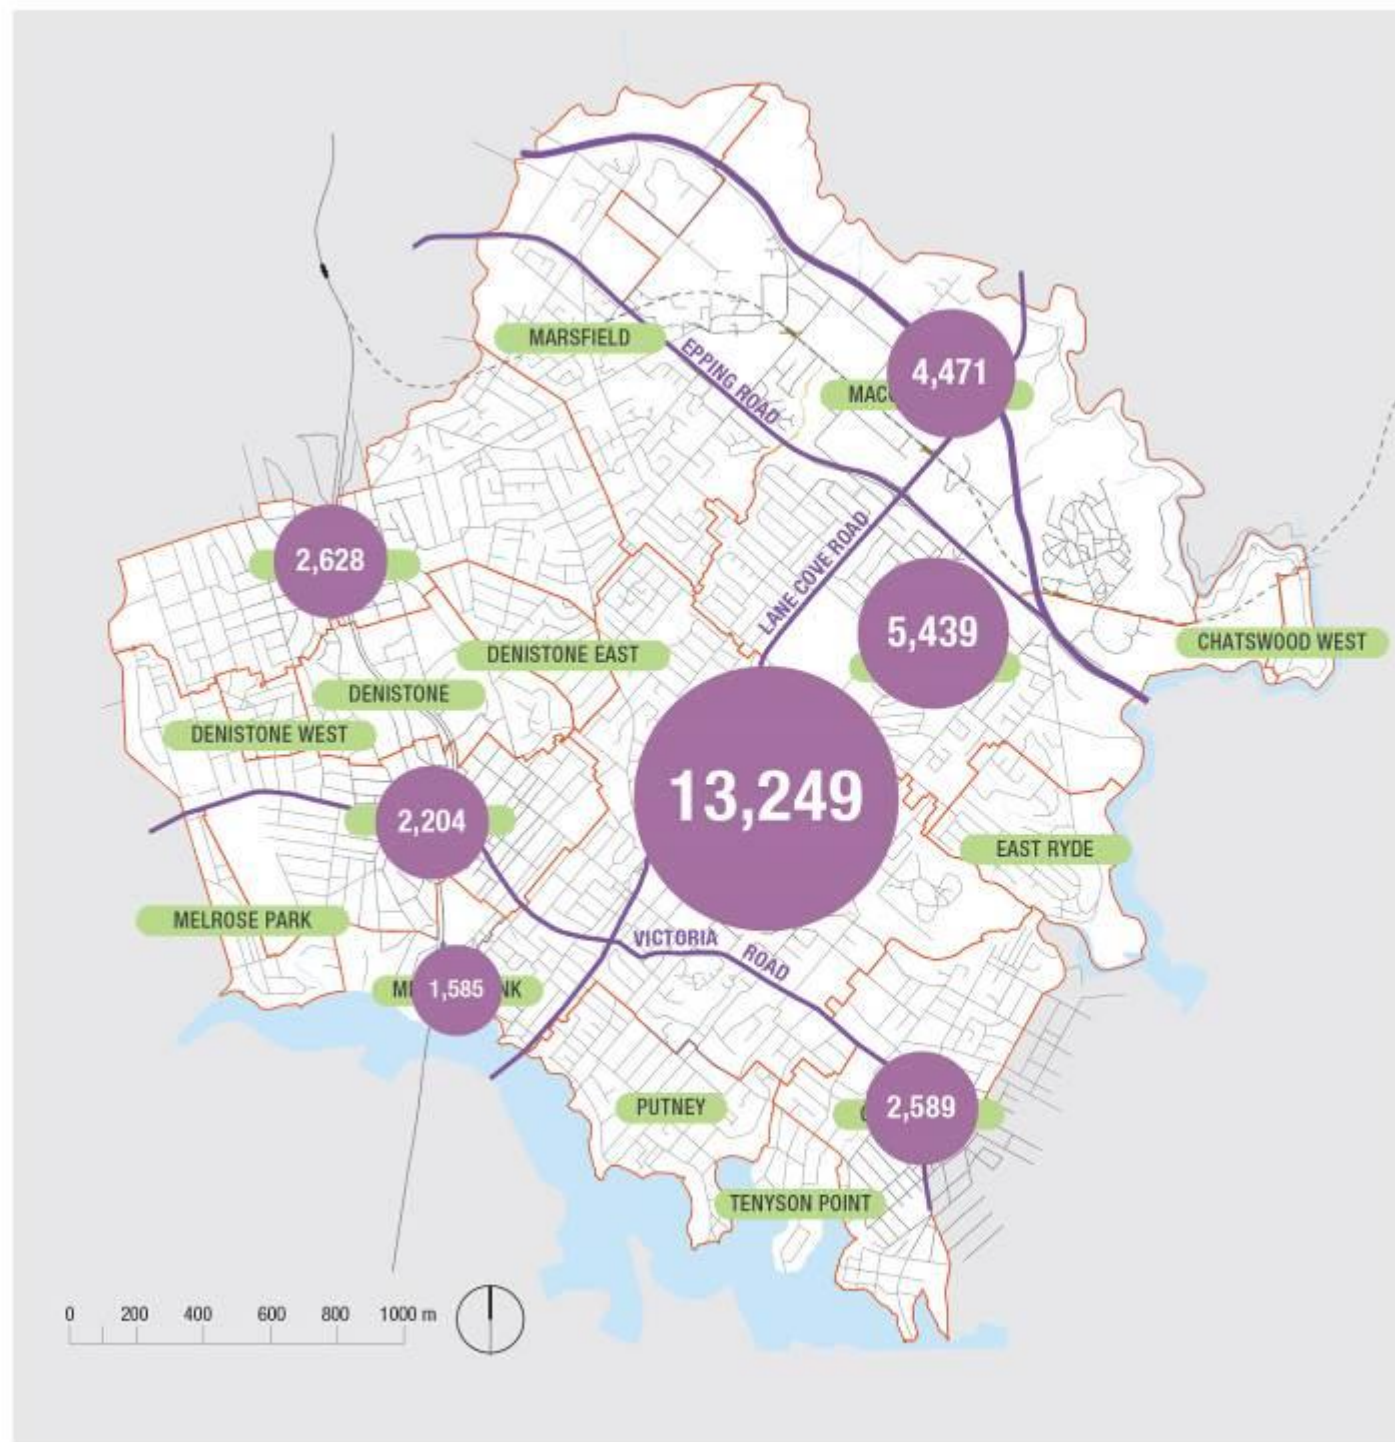 MARSFIELD
EPPING ROAD
4,471
MAC
2,628
LANE COVE ROAD
5,439
CHATSWOOD WEST
DENISTONE EAST
DENISTONE
DENISTONE WEST
13,249
2,204
EAST RYDE
MELROSE PARK
VICTORIA
ROAD
1,585
PUTNEY
2,589
TENYSON POINT
0 200 400 600 800 1000 m